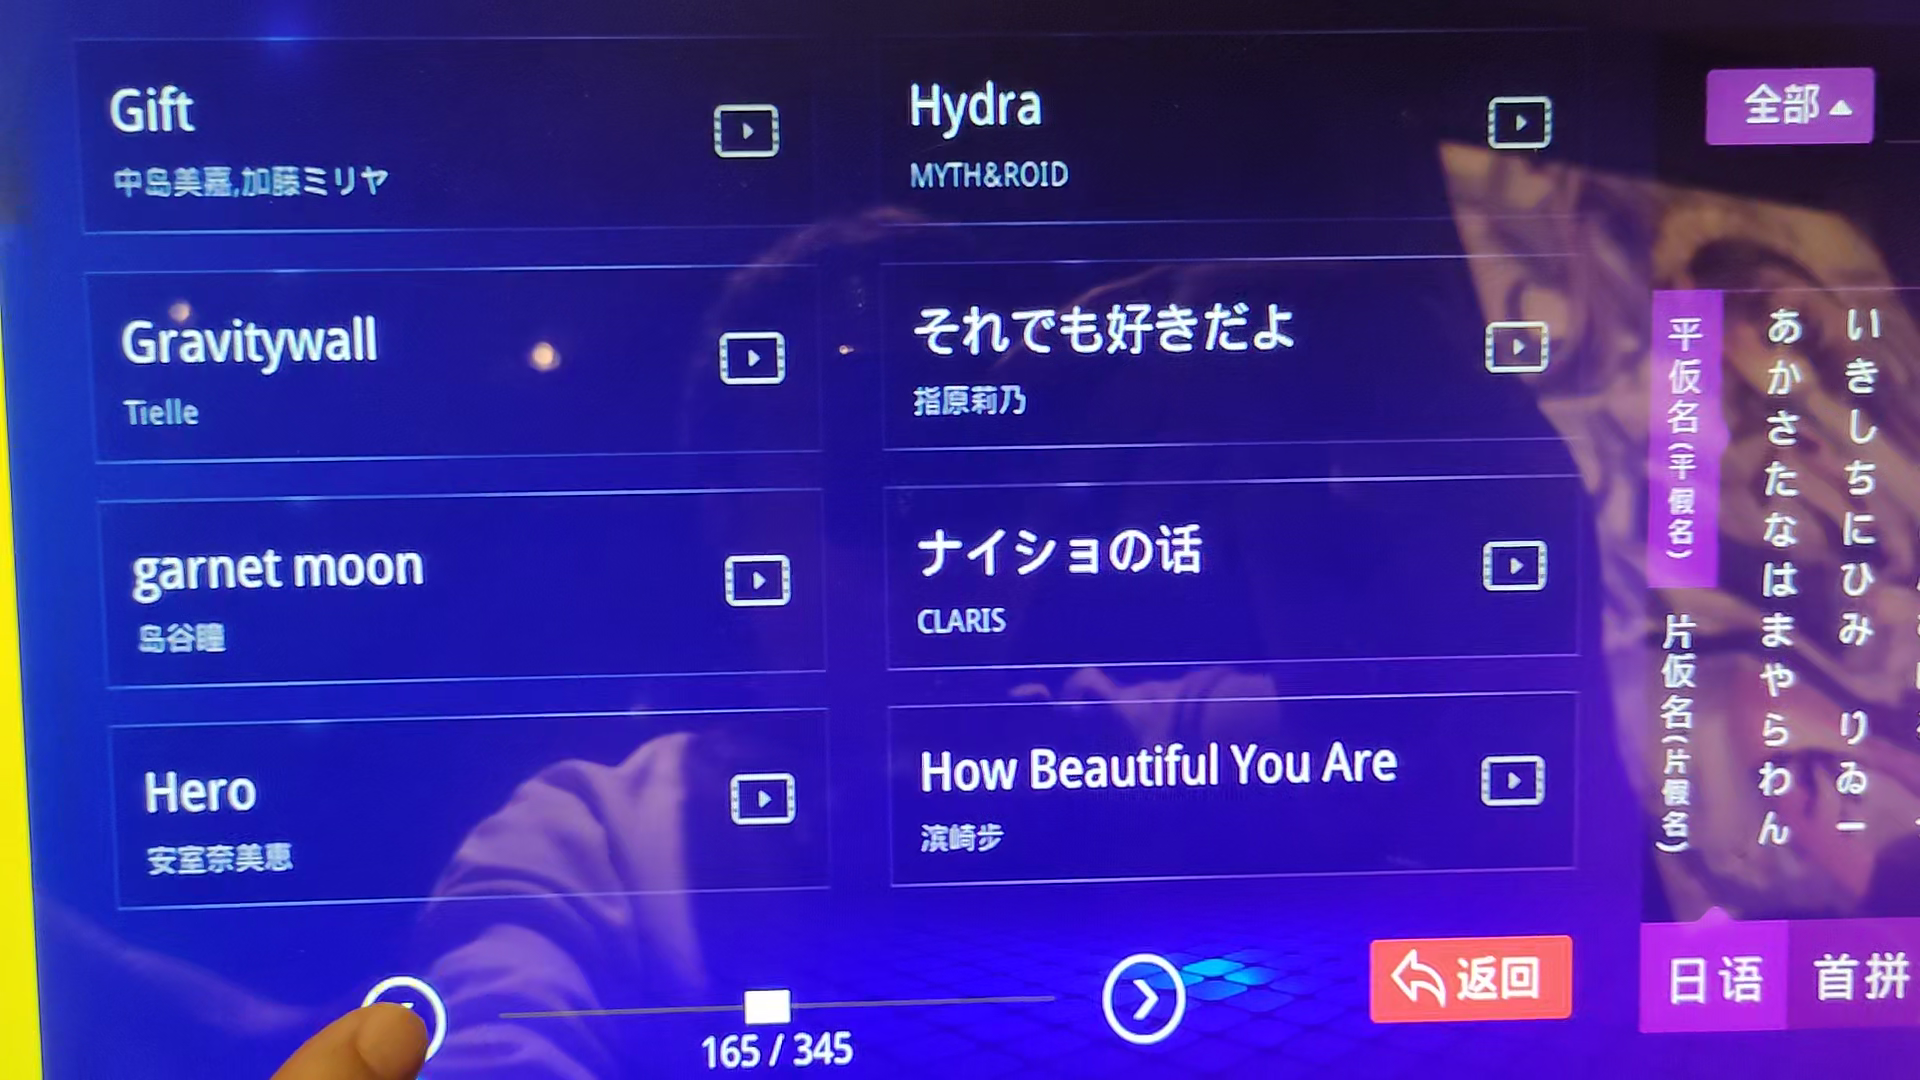 Gift
中岛美嘉,加藤ミリヤ
Hydra
MYTH&ROID
Gravitywall
Tielle
それでも好きだよ
指原莉乃
garnet moon
岛谷瞳
ナイショの话
CLARIS
Hero
安室奈美惠
How Beautiful You Are
滨崎步
165 / 345
返回
全部
平仮名(平假名)
片仮名(片假名)
あかさたなはまやらわん
いきしちにひみ りゐー
日语
首拼